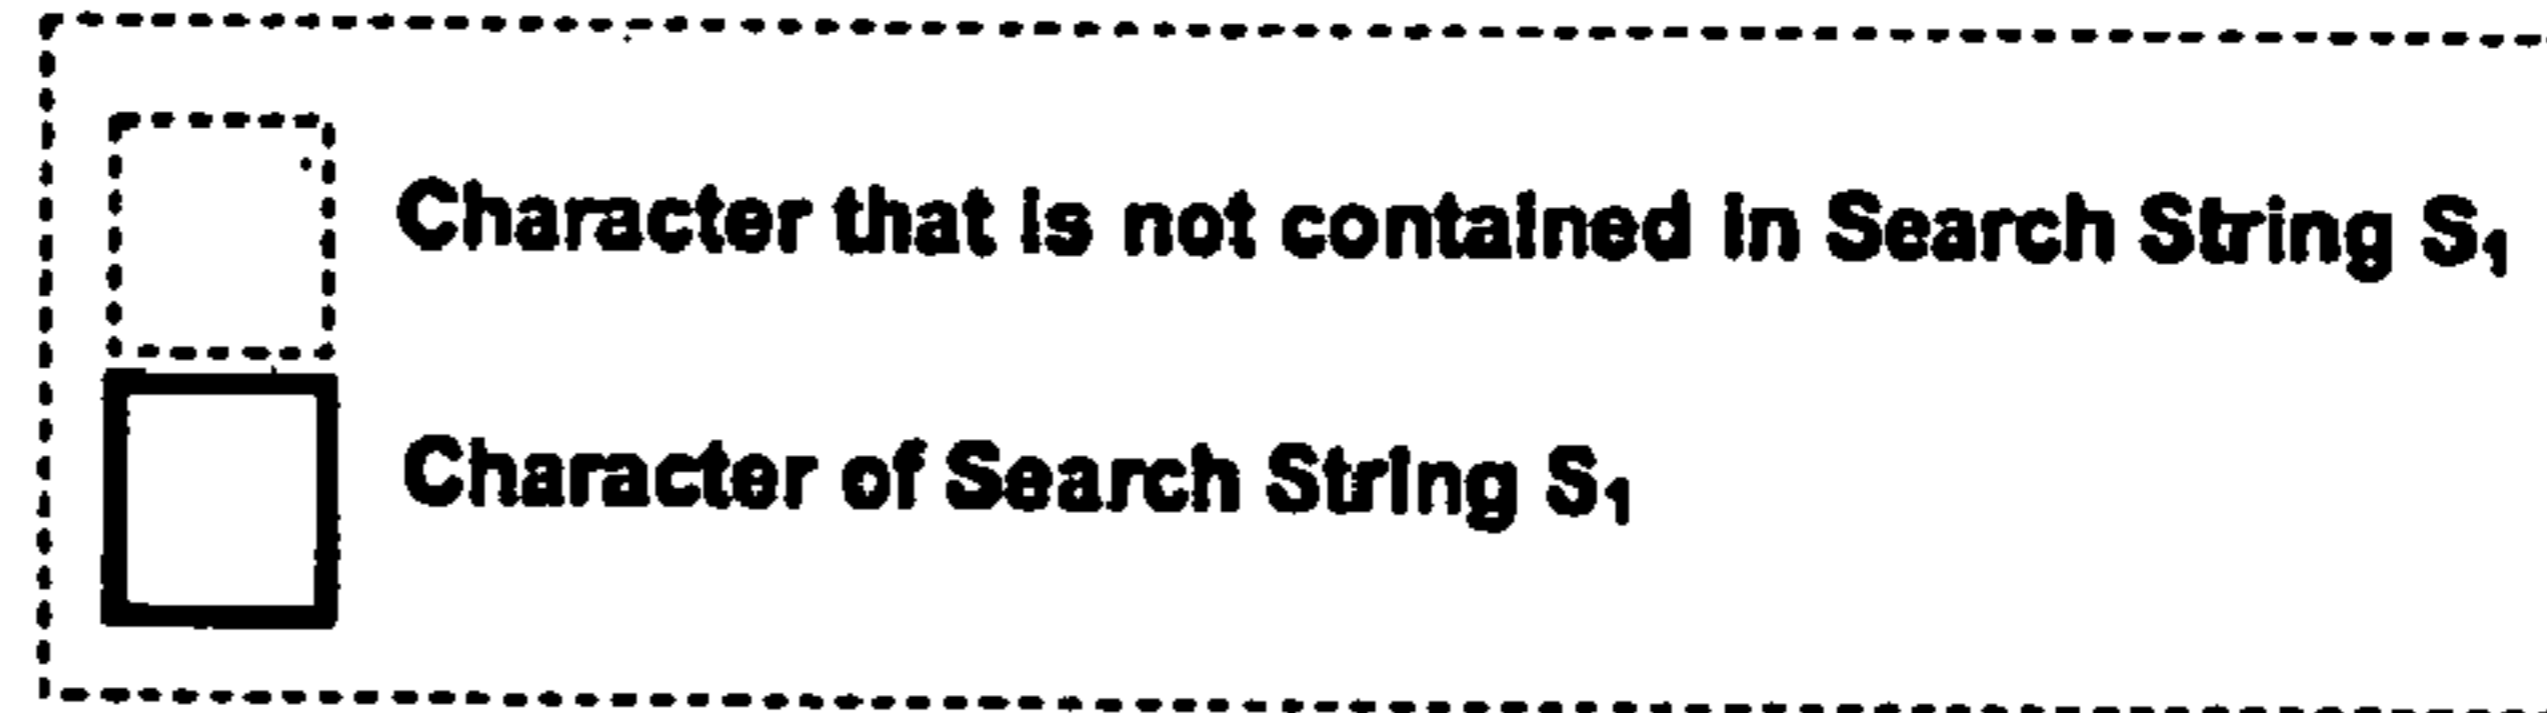 Character that is not contained in Search String S₁
Character of Search String S₁